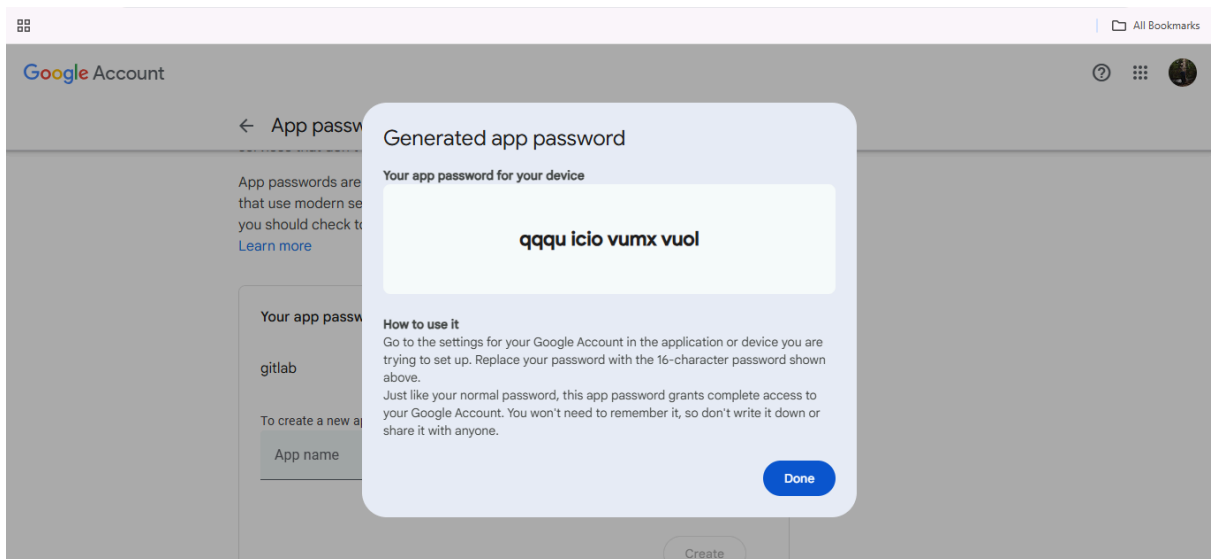 All Bookmarks
Google Account
App passw
App passwords are
that use modern se
you should check to
Learn more
Your app passw
gitlab
To create a new ap
App name
Create
Generated app password
Your app password for your device
qqqu icio vumx vuol
How to use it
Go to the settings for your Google Account in the application or device you are
trying to set up. Replace your password with the 16-character password shown
above.
Just like your normal password, this app password grants complete access to
your Google Account. You won't need to remember it, so don't write it down or
share it with anyone.
Done